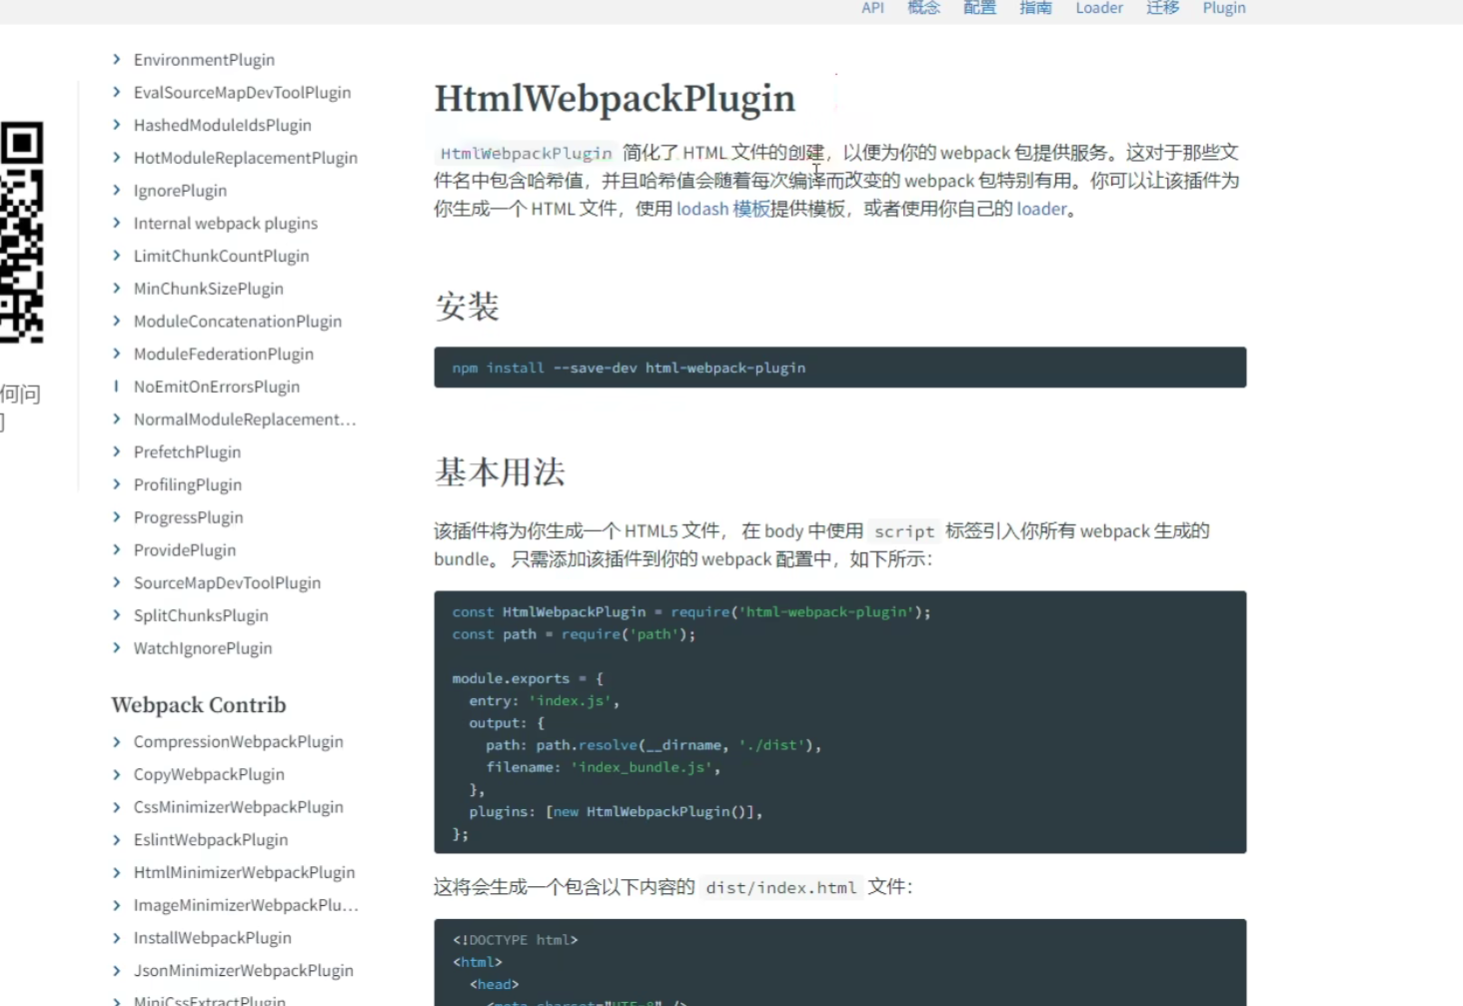 API 概念 配置 指南 Loader 迁移 Plugin
何问
EnvironmentPlugin
EvalSourceMapDevToolPlugin
HashedModuleIdsPlugin
HotModuleReplacementPlugin
IgnorePlugin
Internal webpack plugins
LimitChunkCountPlugin
MinChunkSizePlugin
ModuleConcatenationPlugin
ModuleFederationPlugin
NoEmitOnErrorsPlugin
NormalModuleReplacement...
PrefetchPlugin
ProfilingPlugin
ProgressPlugin
ProvidePlugin
SourceMapDevToolPlugin
SplitChunksPlugin
WatchIgnorePlugin
Webpack Contrib
CompressionWebpackPlugin
CopyWebpackPlugin
CssMinimizerWebpackPlugin
EslintWebpackPlugin
HtmlMinimizerWebpackPlugin
ImageMinimizerWebpackPlu...
InstallWebpackPlugin
JsonMinimizerWebpackPlugin
MiniCssExtractPlugin
HtmlWebpackPlugin
HtmlWebpackPlugin 简化了 HTML 文件的创建，以便为你的 webpack 包提供服务。这对于那些文
件名中包含哈希值，并且哈希值会随着每次编译而改变的 webpack 包特别有用。你可以让该插件为
你生成一个 HTML 文件，使用 lodash 模板提供模板，或者使用你自己的 loader。
安装
npm install --save-dev html-webpack-plugin
基本用法
该插件将为你生成一个 HTML5 文件， 在 body 中使用 script 标签引入你所有 webpack 生成的
bundle。 只需添加该插件到你的 webpack 配置中，如下所示：
const HtmlWebpackPlugin = require('html-webpack-plugin');
const path = require('path');
module.exports = {
  entry: 'index.js',
  output: {
    path: path.resolve(__dirname, './dist'),
    filename: 'index_bundle.js',
  },
  plugins: [new HtmlWebpackPlugin()],
};
这将会生成一个包含以下内容的 dist/index.html 文件：
<!DOCTYPE html>
<html>
  <head>
    <meta charset="UTF-8" />